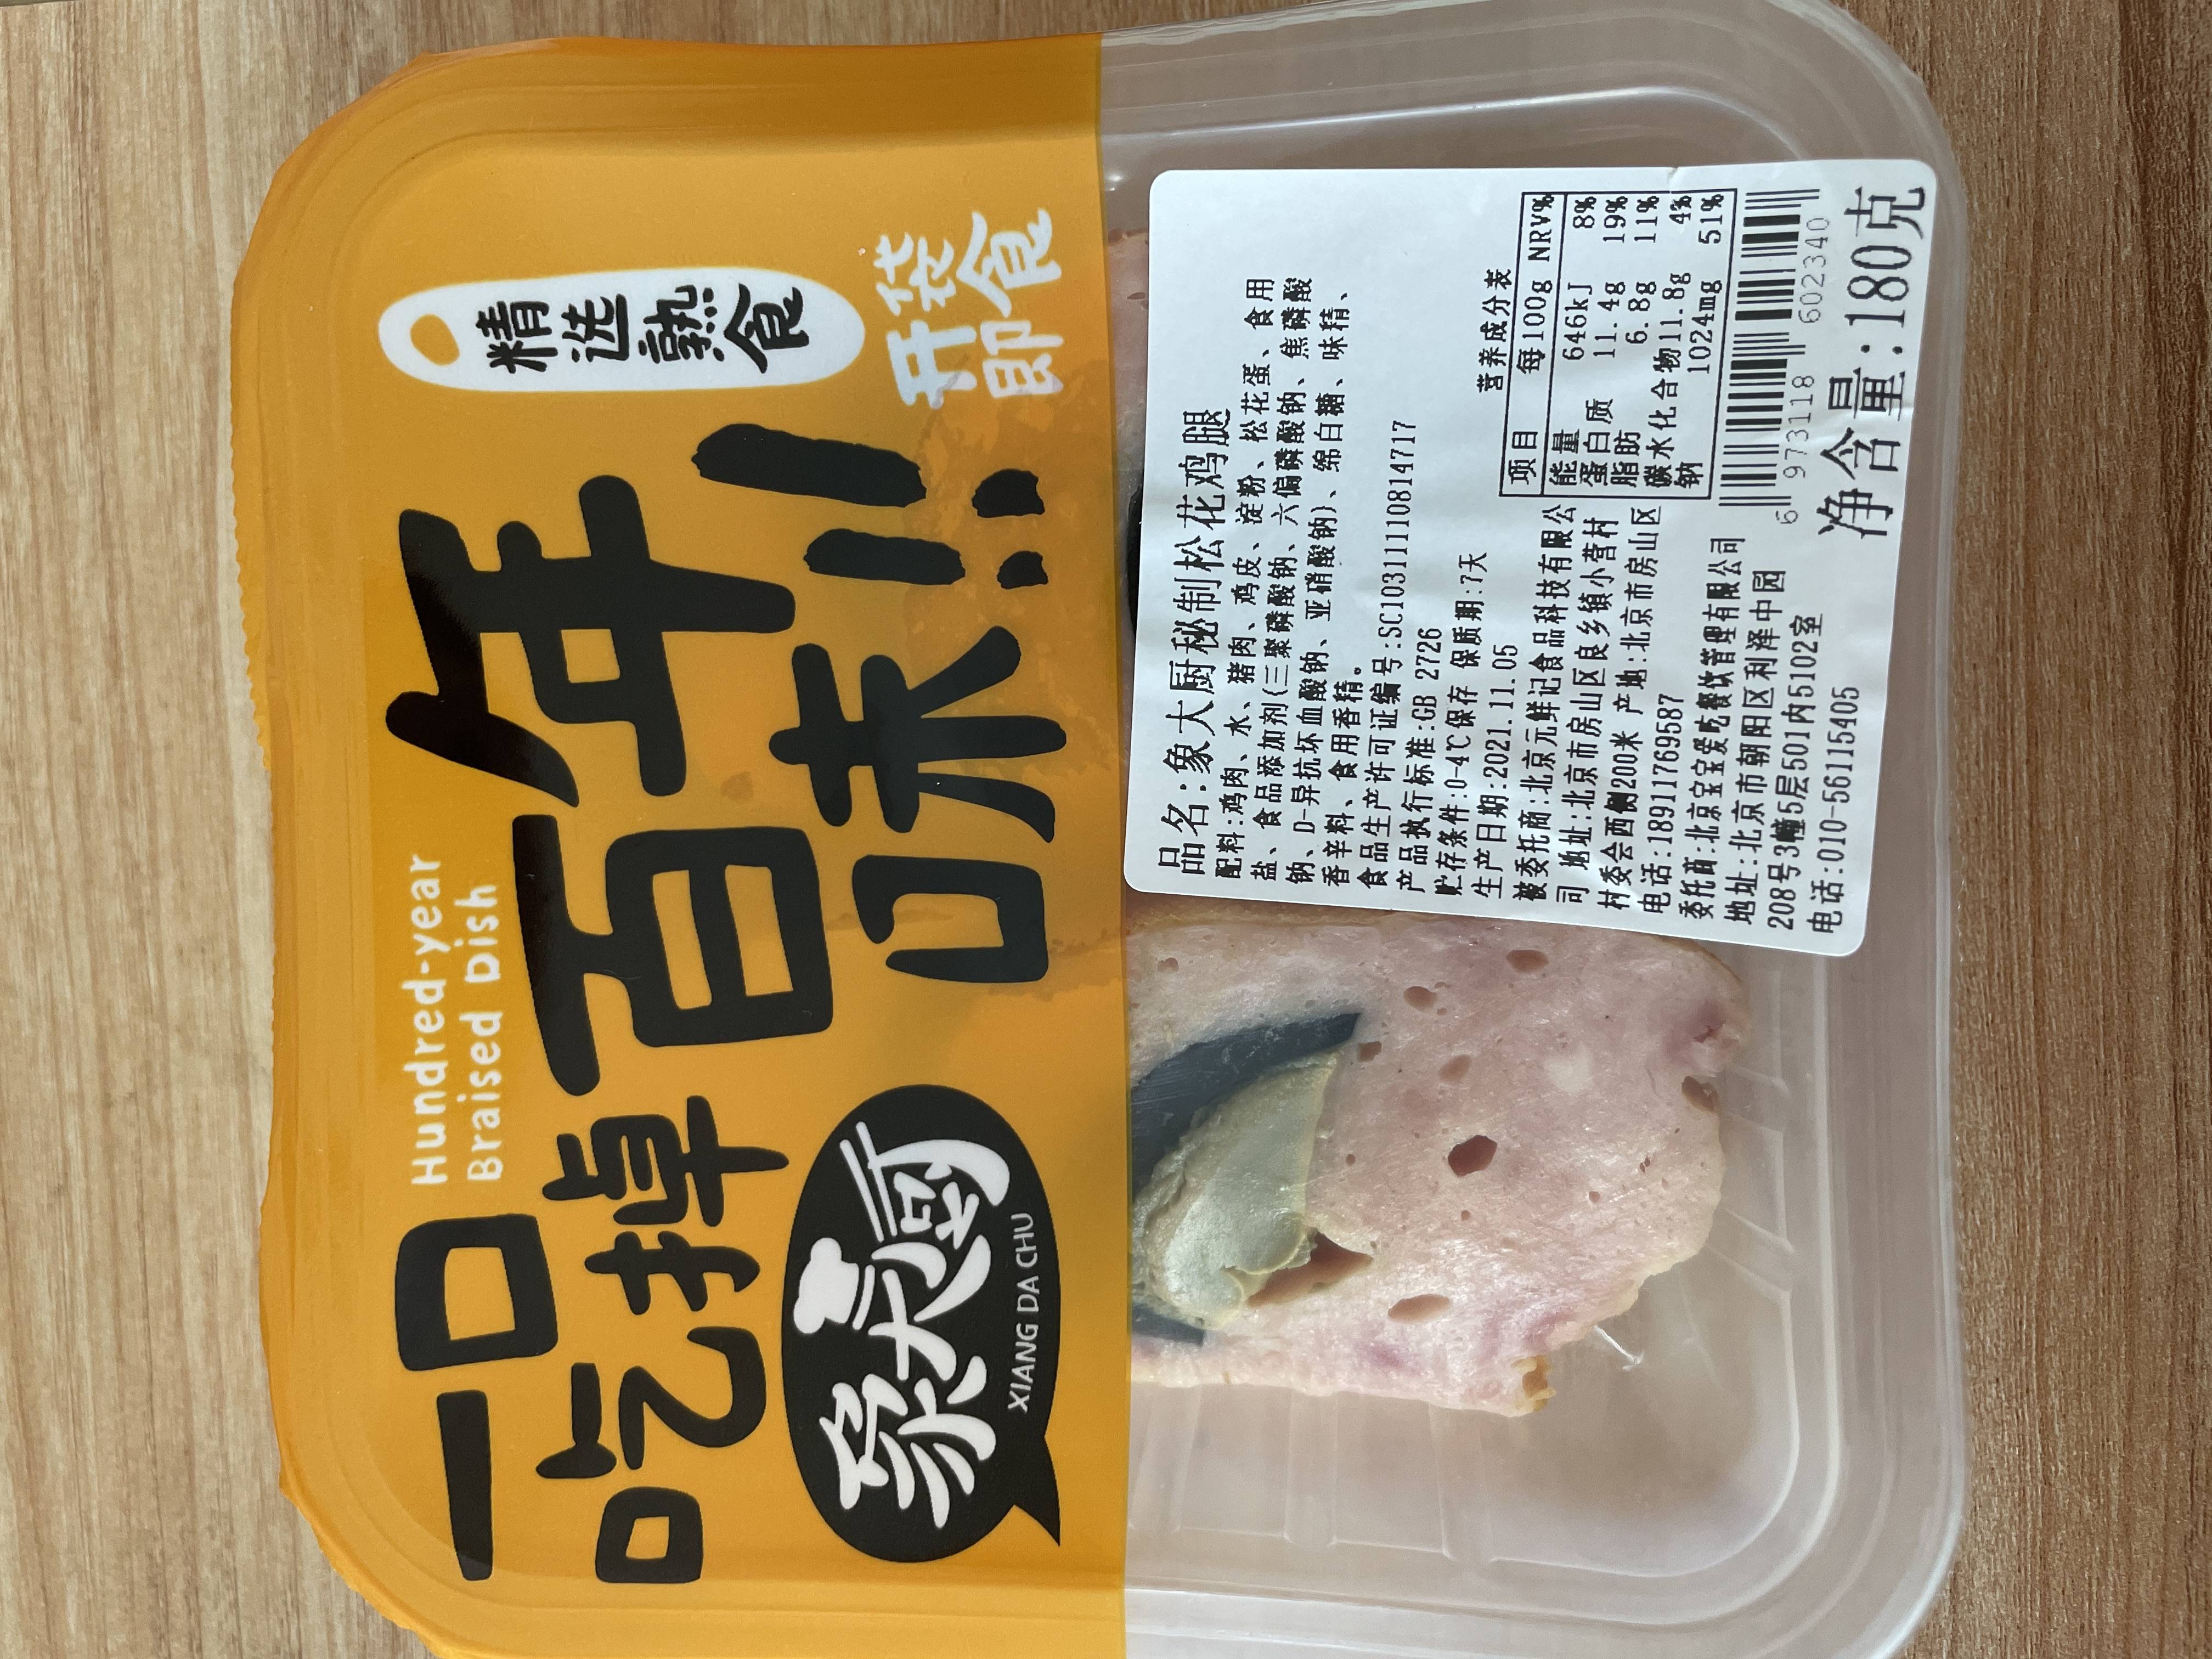 Hundred-year
Braised Dish
一口
吃掉
百年
味!!
精选熟食
开袋
即食
象大厨
XIANG DA CHU
品名:象大厨秘制松花鸡腿
配料:鸡肉、水、猪肉、鸡皮、淀粉、松花蛋、食用
盐、食品添加剂(三聚磷酸钠、六偏磷酸钠、焦磷酸
钠、D-异抗坏血酸钠、亚硝酸钠)、绵白糖、味精、
香辛料、食用香精。
食品生产许可证编号:SC10311110814717
产品执行标准:GB 2726
贮存条件:0-4℃保存 保质期:7天
生产日期:2021.11.05
被委托商:北京元鲜记食品科技有限公
司 地址:北京市房山区良乡镇小营村
村委会西侧200米 产地:北京市房山区
电话:18911769587
委托商:北京宝宝爱吃餐饮管理有限公司
地址:北京市朝阳区利泽中园
208号3幢5层501内5102室
电话:010-56115405
营养成分表
项目 每100g NRV%
能量 646kJ 8%
蛋白质 11.4g 19%
脂肪 6.8g 11%
碳水化合物11.8g 4%
钠 1024mg 51%
6 973118 602340
净含量:180克